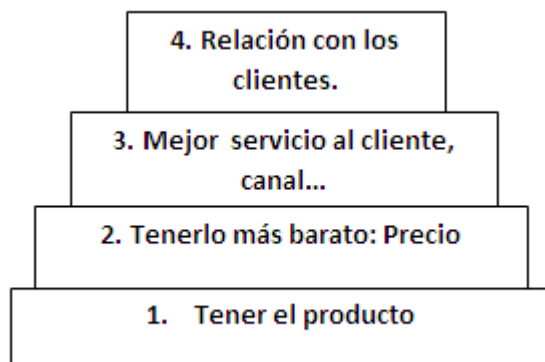 4. Relación con los
clientes.
3. Mejor servicio al cliente,
canal...
2. Tenerlo más barato: Precio
1. Tener el producto